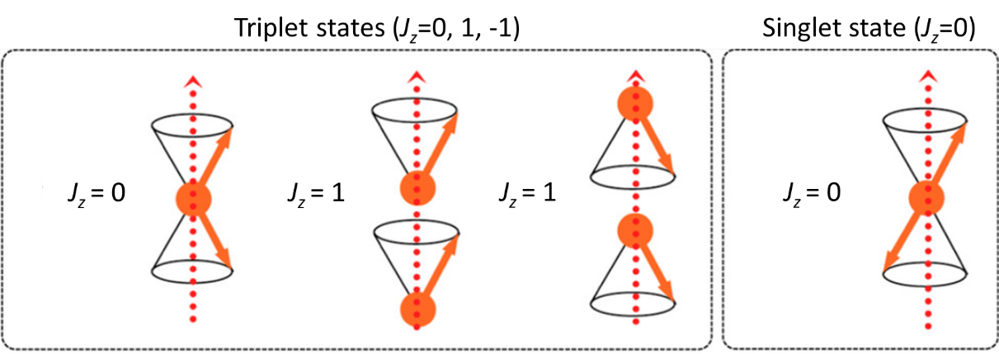 Triplet states (Jz=0, 1, -1)
Singlet state (Jz=0)
Jz = 0
Jz = 1
Jz = 1
Jz = 0